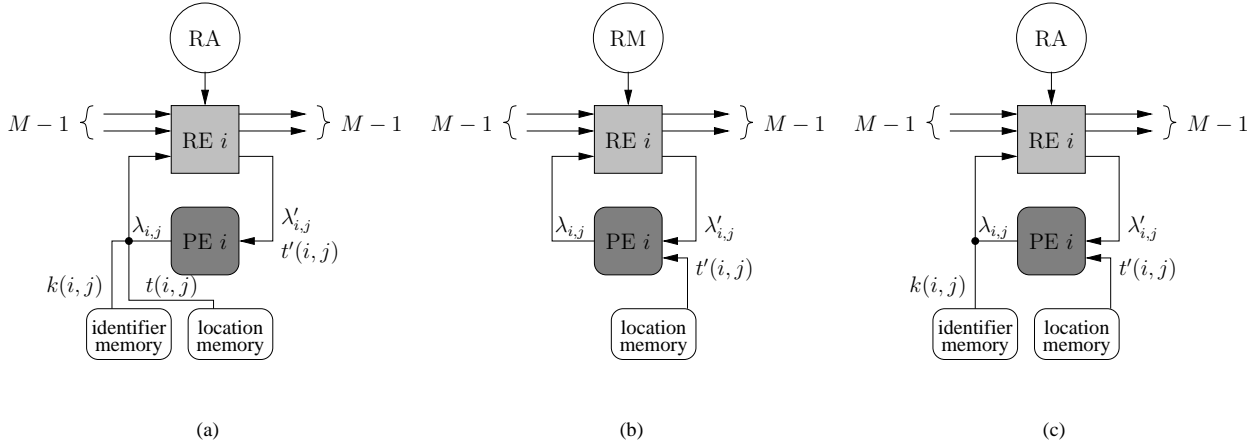 RA
M − 1
M − 1
RE i
λi,j
λ′i,j
PE i
t′(i, j)
k(i, j)
t(i, j)
identifier
memory
location
memory
(a)
RM
M − 1
M − 1
RE i
λi,j
λ′i,j
PE i
t′(i, j)
location
memory
(b)
RA
M − 1
M − 1
RE i
λi,j
λ′i,j
PE i
t′(i, j)
k(i, j)
identifier
memory
location
memory
(c)